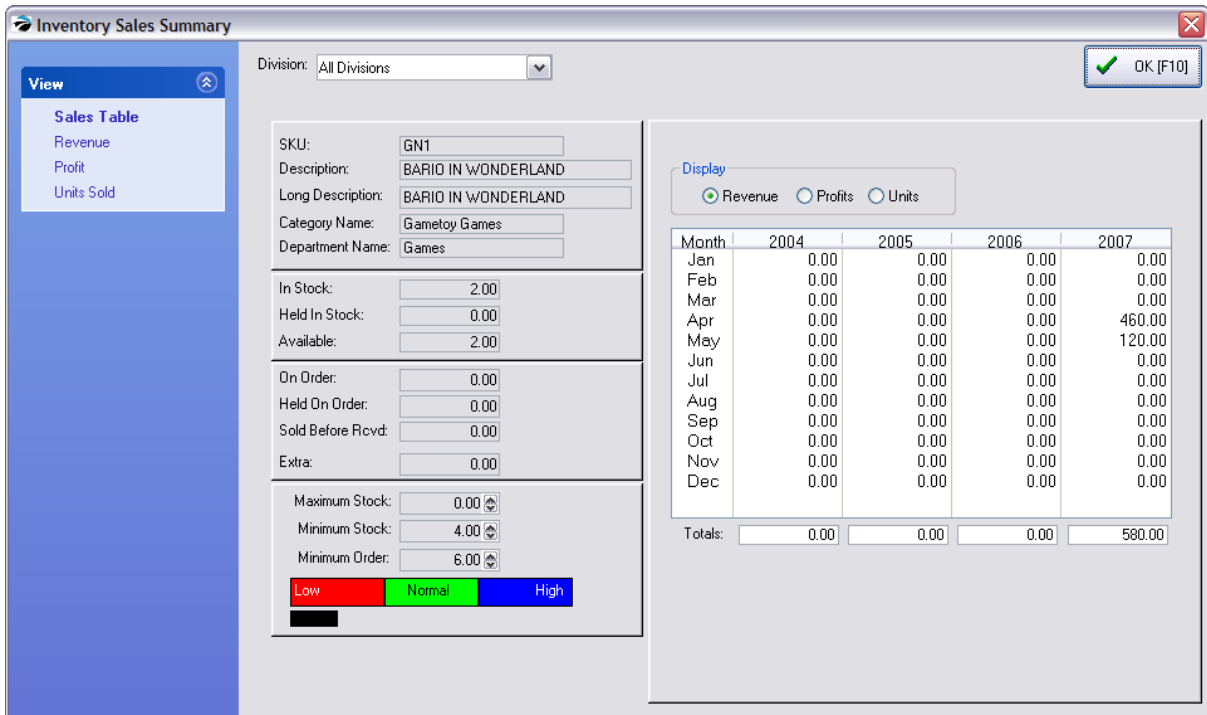 Inventory Sales Summary
View
Sales Table
Revenue
Profit
Units Sold
Division: All Divisions
OK [F10]
SKU: GN1
Description: BARIO IN WONDERLAND
Long Description: BARIO IN WONDERLAND
Category Name: Gametoy Games
Department Name: Games
In Stock: 2.00
Held In Stock: 0.00
Available: 2.00
On Order: 0.00
Held On Order: 0.00
Sold Before Rcvd: 0.00
Extra: 0.00
Maximum Stock: 0.00
Minimum Stock: 4.00
Minimum Order: 6.00
Low Normal High
Display
Revenue Profits Units
Month 2004 2005 2006 2007
Jan 0.00 0.00 0.00 0.00
Feb 0.00 0.00 0.00 0.00
Mar 0.00 0.00 0.00 0.00
Apr 0.00 0.00 0.00 460.00
May 0.00 0.00 0.00 120.00
Jun 0.00 0.00 0.00 0.00
Jul 0.00 0.00 0.00 0.00
Aug 0.00 0.00 0.00 0.00
Sep 0.00 0.00 0.00 0.00
Oct 0.00 0.00 0.00 0.00
Nov 0.00 0.00 0.00 0.00
Dec 0.00 0.00 0.00 0.00
Totals: 0.00 0.00 0.00 580.00